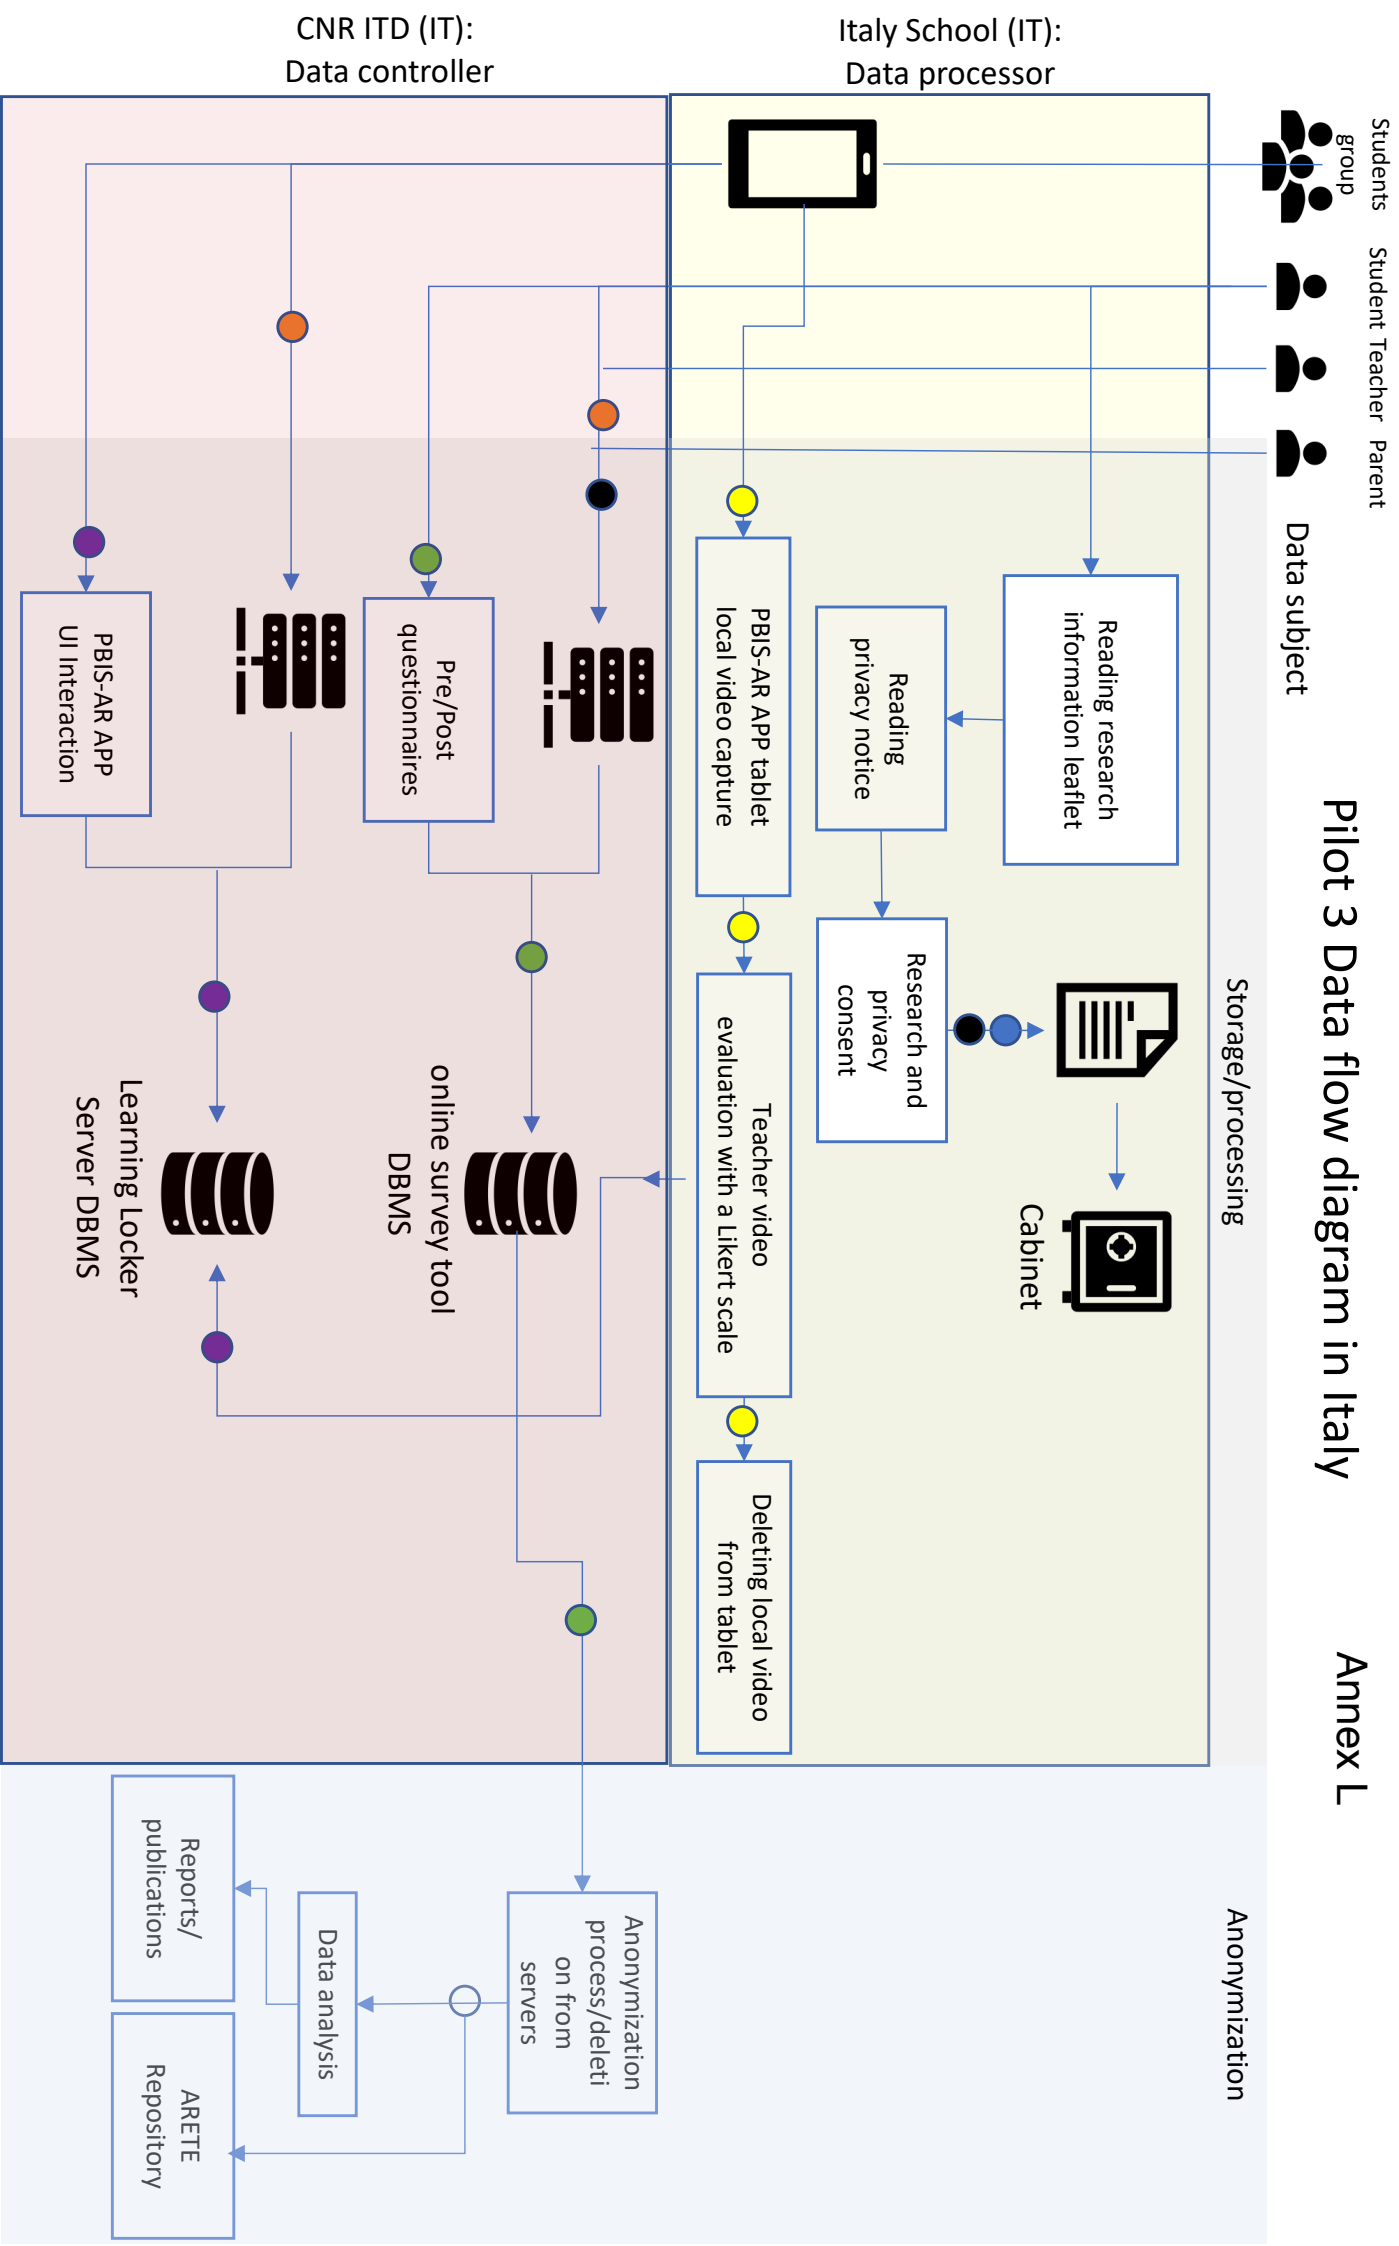 Pilot 3 Data flow diagram in Italy
Annex L
Data subject
Storage/processing
Anonymization
Students
group
Student
Teacher
Parent
Italy School (IT):
Data processor
CNR ITD (IT):
Data controller
Reading research
information leaflet
Reading
privacy notice
Research and
privacy
consent
Cabinet
PBIS-AR APP tablet
local video capture
Teacher video
evaluation with a Likert scale
Deleting local video
from tablet
Pre/Post
questionnaires
online survey tool
DBMS
PBIS-AR APP
UI Interaction
Learning Locker
Server DBMS
Anonymization
process/deleti
on from
servers
Data analysis
Reports/
publications
ARETE
Repository